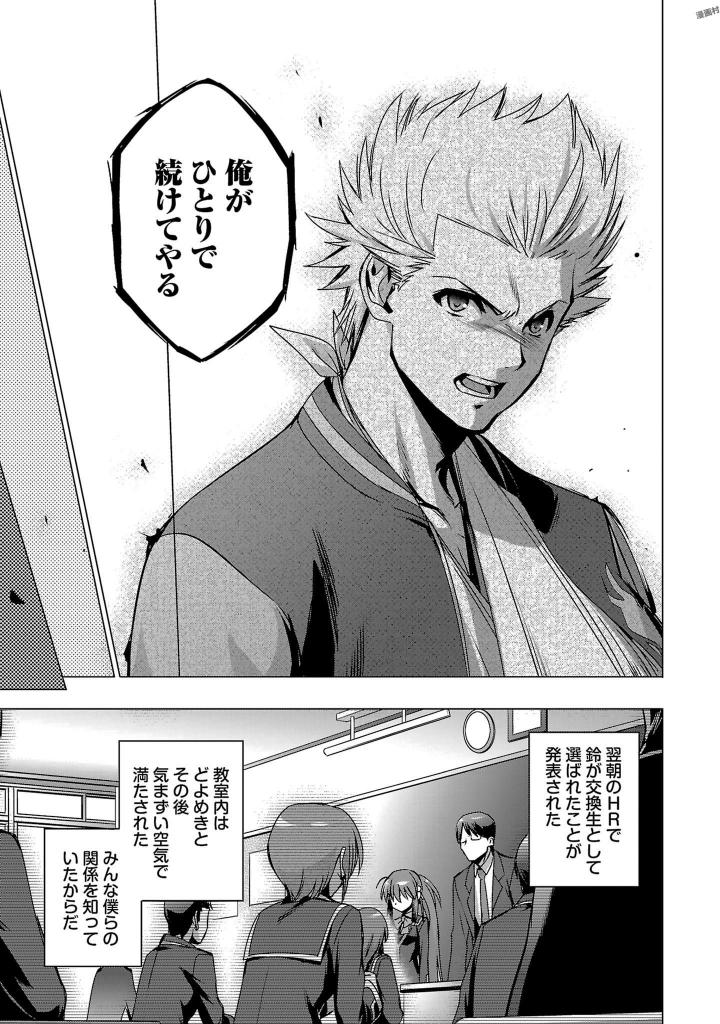 漫画村
俺が
ひとりで
続けてやる
翌朝のHRで
鈴が交換生として
選ばれたことが
発表された
教室内は
どよめきと
その後
気まずい空気で
満たされた
みんな僕らの
関係を知って
いたからだ